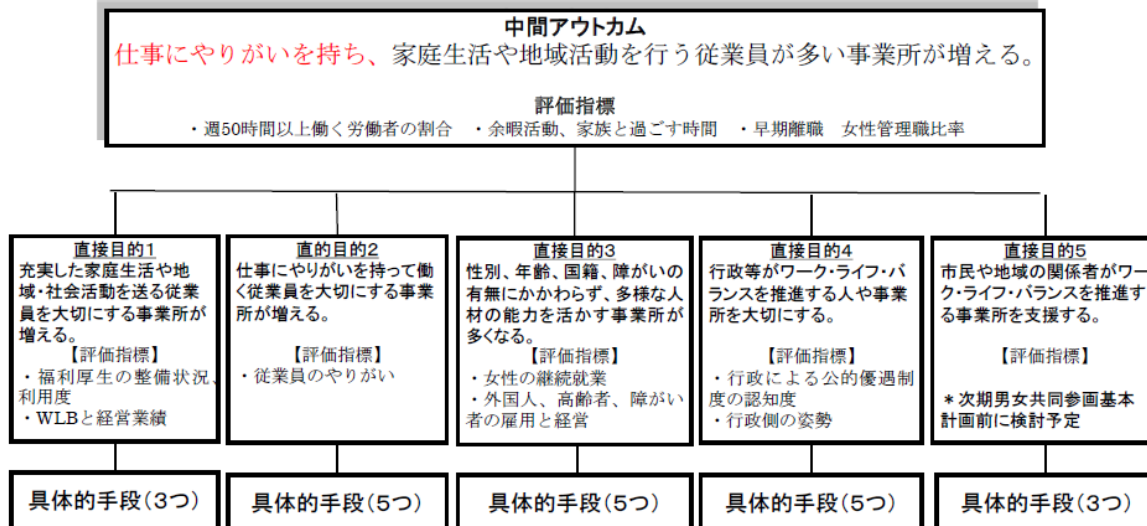 中間アウトカム
仕事にやりがいを持ち、家庭生活や地域活動を行う従業員が多い事業所が増える。
評価指標
・週50時間以上働く労働者の割合　・余暇活動、家族と過ごす時間　・早期離職　女性管理職比率
直接目的1
充実した家庭生活や地
域・社会活動を送る従業
員を大切にする事業所が
増える。
【評価指標】
・福利厚生の整備状況、
利用度
・WLBと経営業績
直的目的2
仕事にやりがいを持って働
く従業員を大切にする事業
所が増える。
【評価指標】
・従業員のやりがい
直接目的3
性別、年齢、国籍、障がいの
有無にかかわらず、多様な人
材の能力を活かす事業所が
多くなる。
【評価指標】
・女性の継続就業
・外国人、高齢者、障がい
者の雇用と経営
直接目的4
行政等がワーク・ライフ・バ
ランスを推進する人や事業
所を大切にする。
【評価指標】
・行政による公的優遇制
度の認知度
・行政側の姿勢
直接目的5
市民や地域の関係者がワー
ク・ライフ・バランスを推進す
る事業所を支援する。
【評価指標】
＊次期男女共同参画基本
計画前に検討予定
具体的手段(3つ)
具体的手段(5つ)
具体的手段(5つ)
具体的手段(5つ)
具体的手段(3つ)